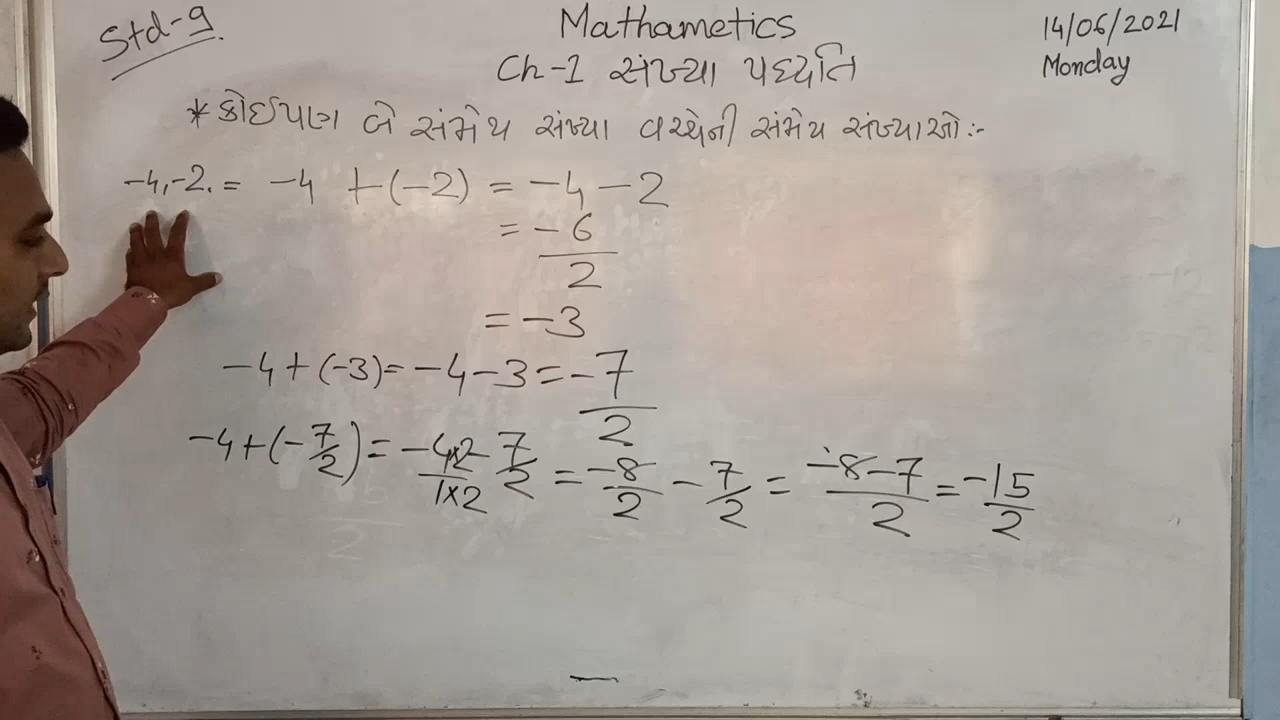 Std-9.
Mathametics
14/06/2021
Monday
Ch-1 સંખ્યા પદ્ધતિ
* કોઈપણ બે સંમેય સંખ્યા વચ્ચેની સંમેય સંખ્યાઓ :-
-4,-2. = -4 +(-2) = -4-2
= -6/2
= -3
-4+(-3)=-4-3=-7/2
-4+(-7/2)= -4×2/1×2 - 7/2 = -8/2 - 7/2 = -8-7/2 = -15/2